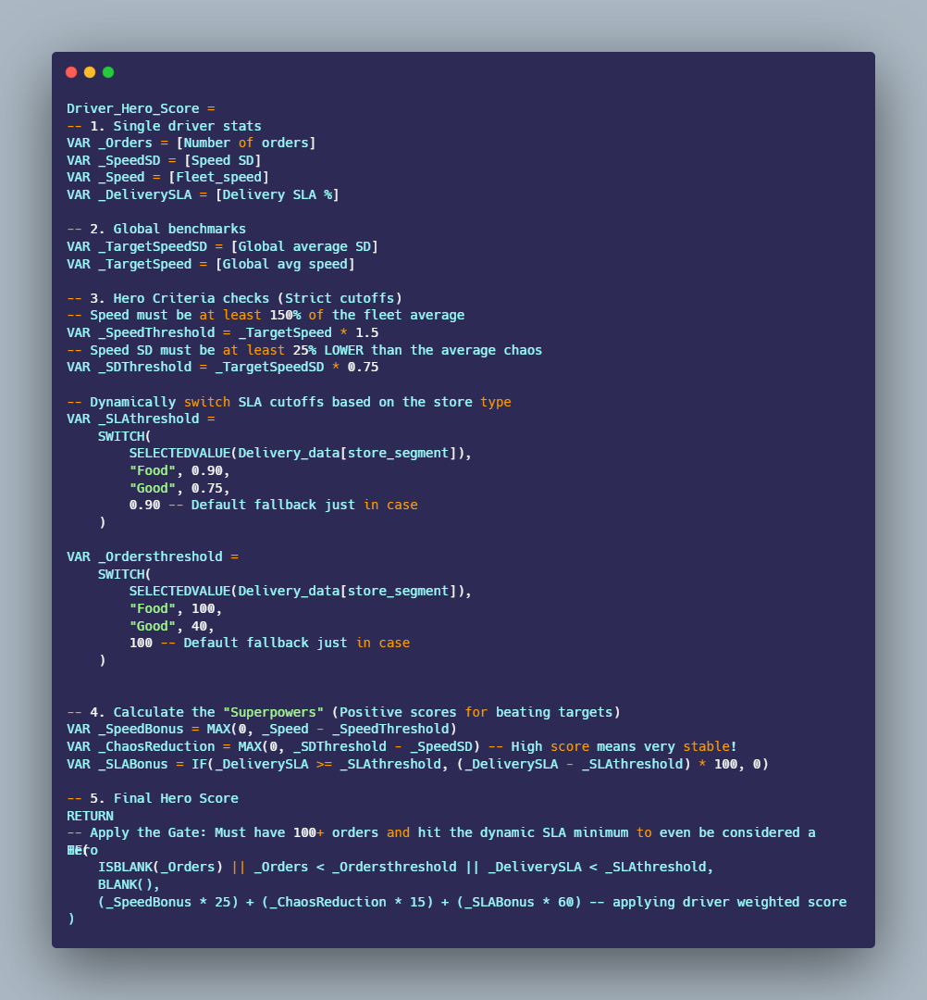 Driver_Hero_Score =
-- 1. Single driver stats
VAR _Orders = [Number of orders]
VAR _SpeedSD = [Speed SD]
VAR _Speed = [Fleet_speed]
VAR _DeliverySLA = [Delivery SLA %]

-- 2. Global benchmarks
VAR _TargetSpeedSD = [Global average SD]
VAR _TargetSpeed = [Global avg speed]

-- 3. Hero Criteria checks (Strict cutoffs)
-- Speed must be at least 150% of the fleet average
VAR _SpeedThreshold = _TargetSpeed * 1.5
-- Speed SD must be at least 25% LOWER than the average chaos
VAR _SDThreshold = _TargetSpeedSD * 0.75

-- Dynamically switch SLA cutoffs based on the store type
VAR _SLAthreshold =
    SWITCH(
        SELECTEDVALUE(Delivery_data[store_segment]),
        "Food", 0.90,
        "Good", 0.75,
        0.90 -- Default fallback just in case
    )

VAR _Ordersthreshold =
    SWITCH(
        SELECTEDVALUE(Delivery_data[store_segment]),
        "Food", 100,
        "Good", 40,
        100 -- Default fallback just in case
    )


-- 4. Calculate the "Superpowers" (Positive scores for beating targets)
VAR _SpeedBonus = MAX(0, _Speed - _SpeedThreshold)
VAR _ChaosReduction = MAX(0, _SDThreshold - _SpeedSD) -- High score means very stable!
VAR _SLABonus = IF(_DeliverySLA >= _SLAthreshold, (_DeliverySLA - _SLAthreshold) * 100, 0)

-- 5. Final Hero Score
RETURN
-- Apply the Gate: Must have 100+ orders and hit the dynamic SLA minimum to even be considered a
Hero
IF(
    ISBLANK(_Orders) || _Orders < _Ordersthreshold || _DeliverySLA < _SLAthreshold,
    BLANK(),
    (_SpeedBonus * 25) + (_ChaosReduction * 15) + (_SLABonus * 60) -- applying driver weighted score
)